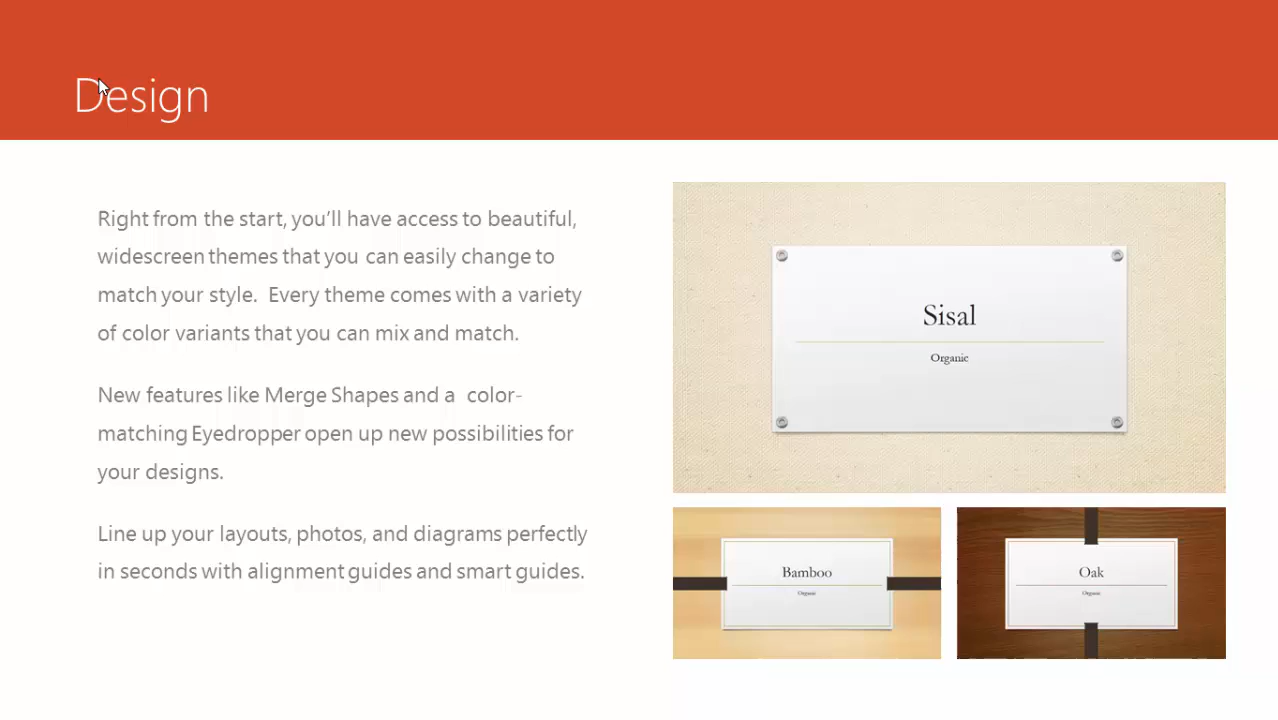 Design
Right from the start, you’ll have access to beautiful,
widescreen themes that you can easily change to
match your style.  Every theme comes with a variety
of color variants that you can mix and match.
New features like Merge Shapes and a  color-
matching Eyedropper open up new possibilities for
your designs.
Line up your layouts, photos, and diagrams perfectly
in seconds with alignment guides and smart guides.
Sisal
Organic
Bamboo
Organic
Oak
Organic